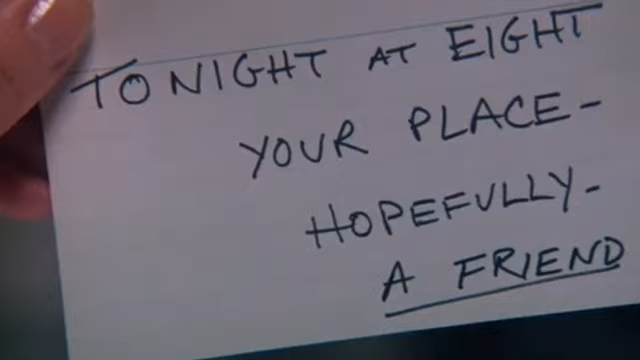 TONIGHT AT EIGHT
YOUR PLACE-
HOPEFULLY-
A FRIEND